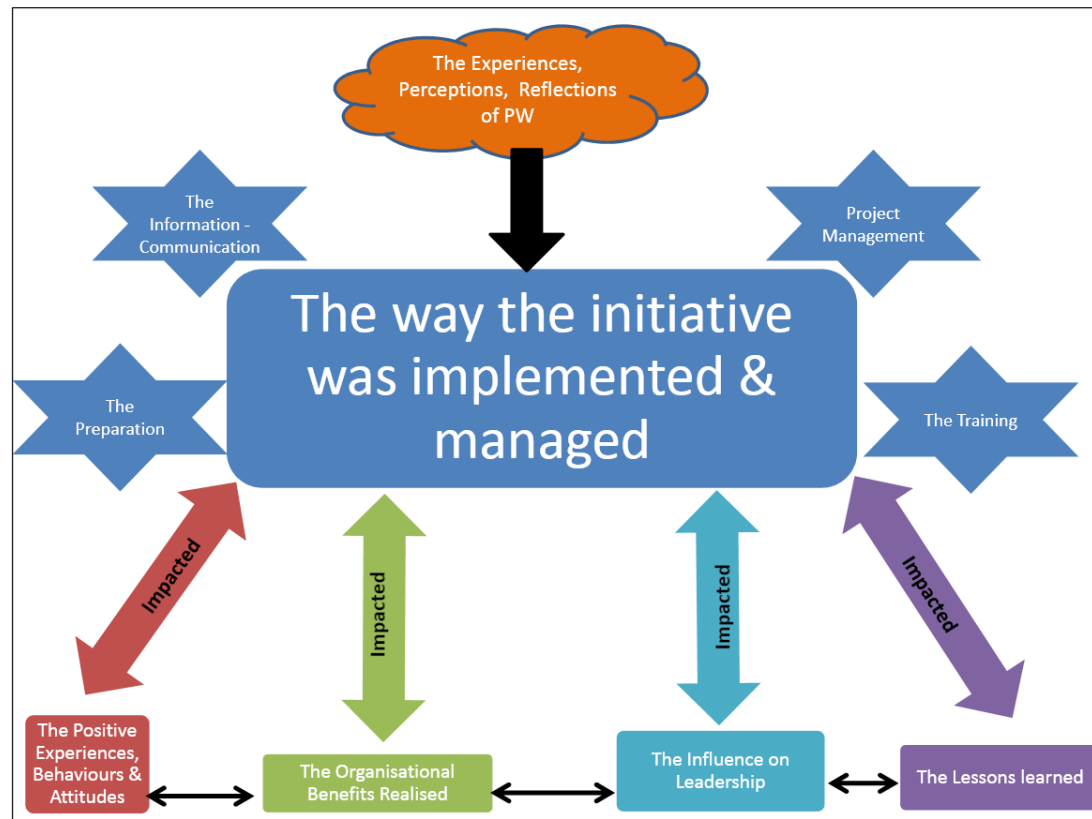 The Experiences,
Perceptions, Reflections
of PW
The
Information -
Communication
Project
Management
The way the initiative
was implemented &
managed
The
Preparation
The Training
Impacted
Impacted
Impacted
Impacted
The Positive
Experiences,
Behaviours &
Attitudes
The Organisational
Benefits Realised
The Influence on
Leadership
The Lessons learned